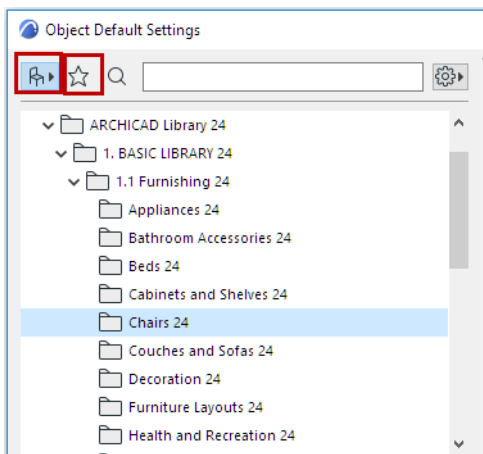 Object Default Settings
ARCHICAD Library 24
1. BASIC LIBRARY 24
1.1 Furnishing 24
Appliances 24
Bathroom Accessories 24
Beds 24
Cabinets and Shelves 24
Chairs 24
Couches and Sofas 24
Decoration 24
Furniture Layouts 24
Health and Recreation 24